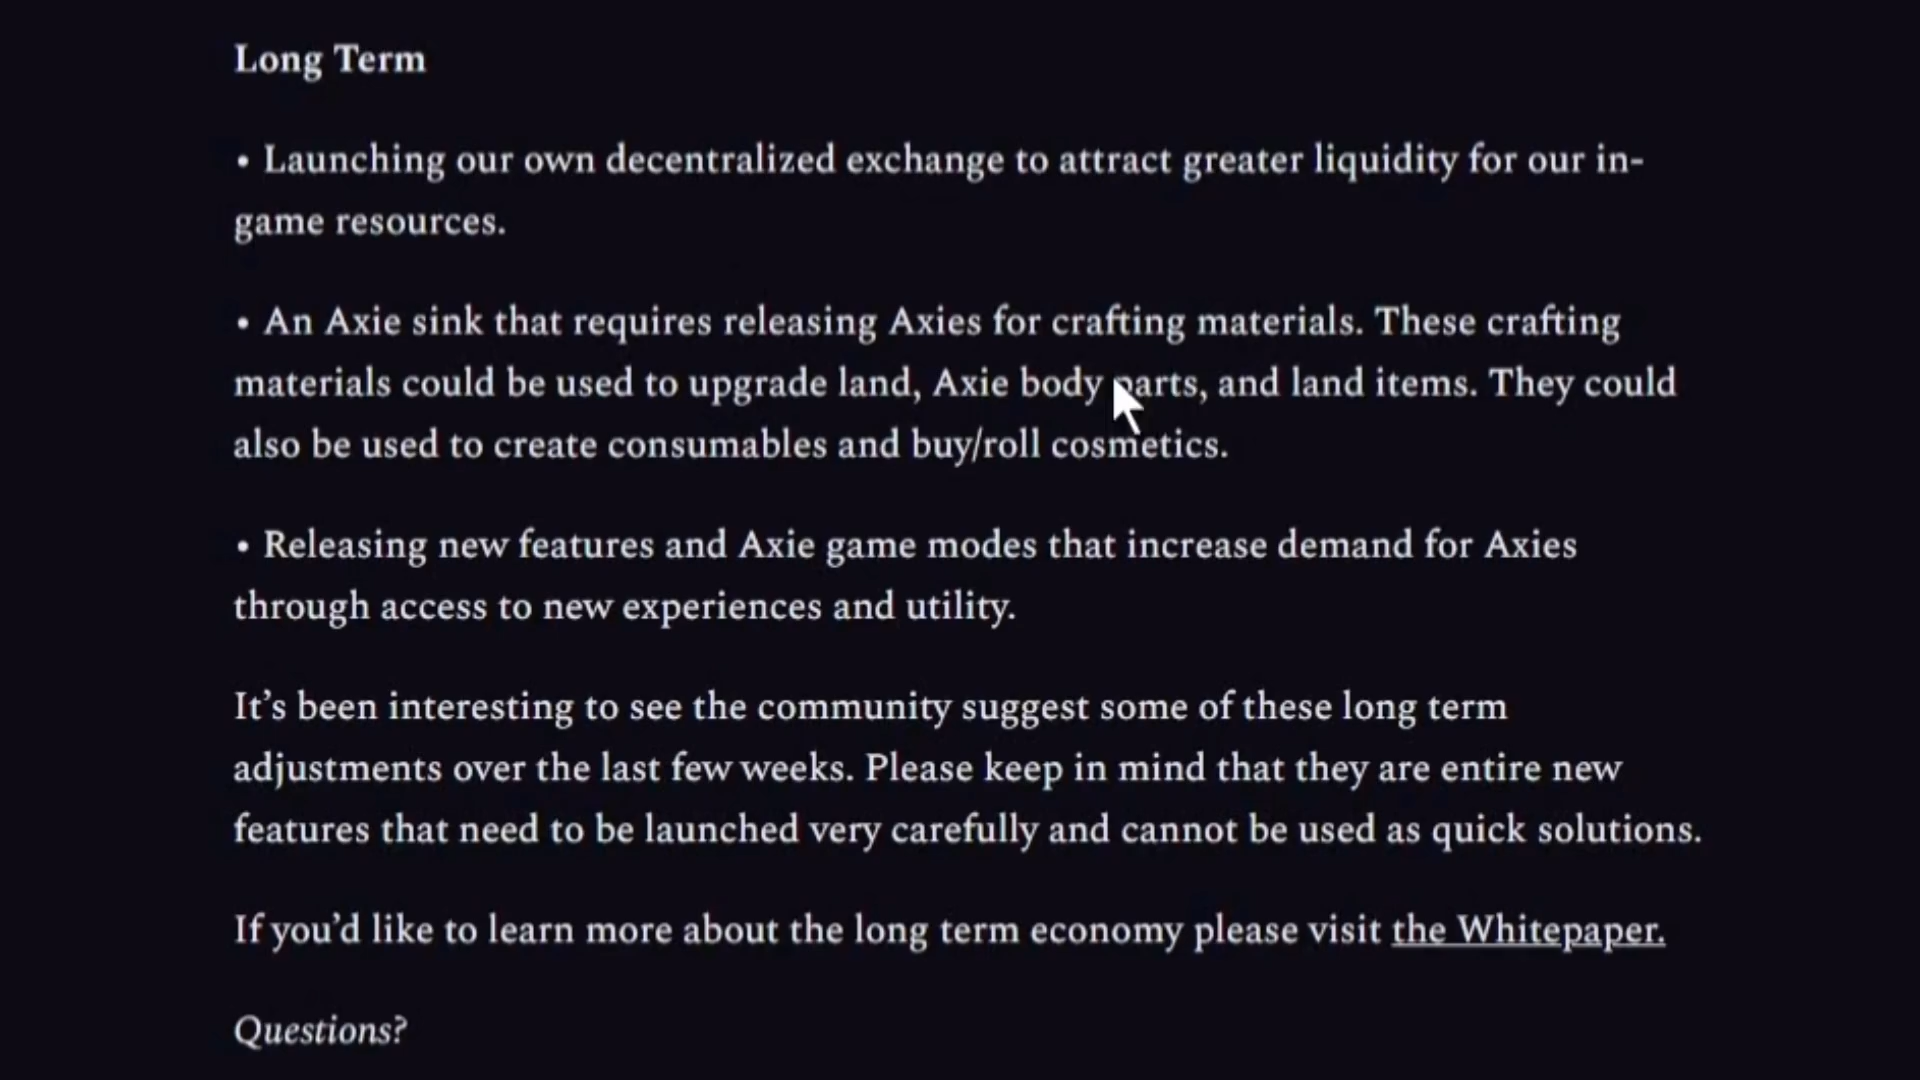 Long Term
• Launching our own decentralized exchange to attract greater liquidity for our in-
game resources.
• An Axie sink that requires releasing Axies for crafting materials. These crafting
materials could be used to upgrade land, Axie body parts, and land items. They could
also be used to create consumables and buy/roll cosmetics.
• Releasing new features and Axie game modes that increase demand for Axies
through access to new experiences and utility.
It’s been interesting to see the community suggest some of these long term
adjustments over the last few weeks. Please keep in mind that they are entire new
features that need to be launched very carefully and cannot be used as quick solutions.
If you’d like to learn more about the long term economy please visit the Whitepaper.
Questions?